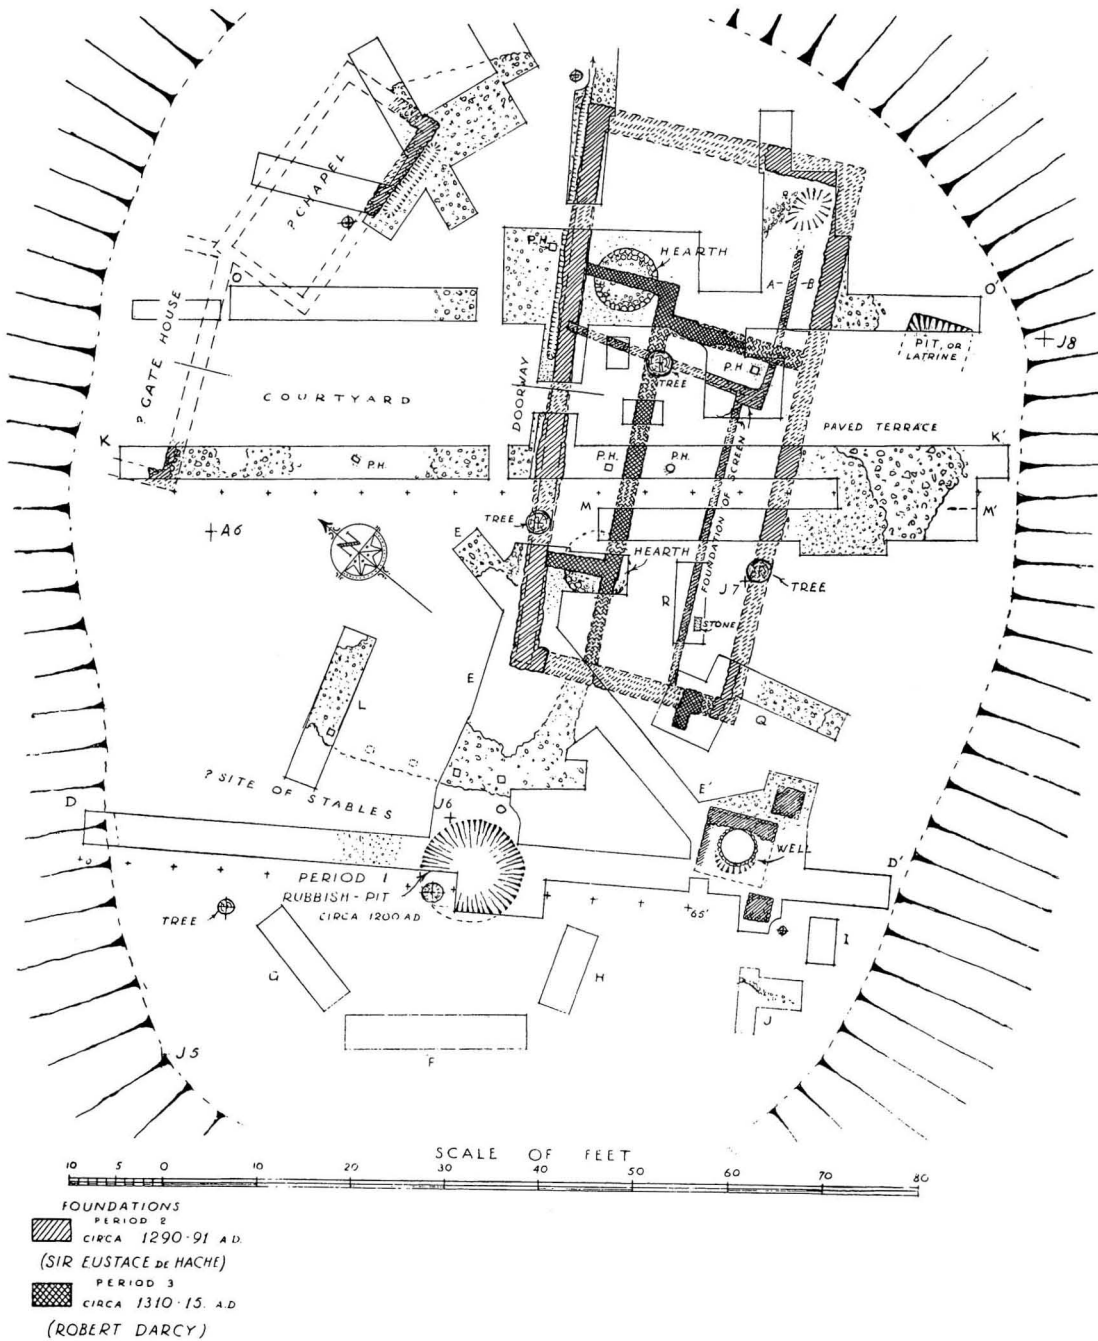 ? CHAPEL
P.H.
HEARTH
O
A-
-B
O'
? GATE HOUSE
PIT, OR
LATRINE
J8
COURTYARD
DOORWAY
TREE
P.H.
PAVED TERRACE
K
P.H.
P.H.
P.H.
K'
FOUNDATION OF SCREEN ?
A6
TREE
M
M'
E
HEARTH
R
J7
TREE
STONE
L
E
Q
? SITE OF STABLES
J6
E'
D
WELL
D'
0
PERIOD 1
RUBBISH-PIT
CIRCA 1200 AD
TREE
65'
G
H
I
J
F
J5
SCALE OF FEET
10 5 0 10 20 30 40 50 60 70 80
FOUNDATIONS
PERIOD 2
CIRCA 1290-91 A.D.
(SIR EUSTACE DE HACHE)
PERIOD 3
CIRCA 1310-15. A.D
(ROBERT DARCY)